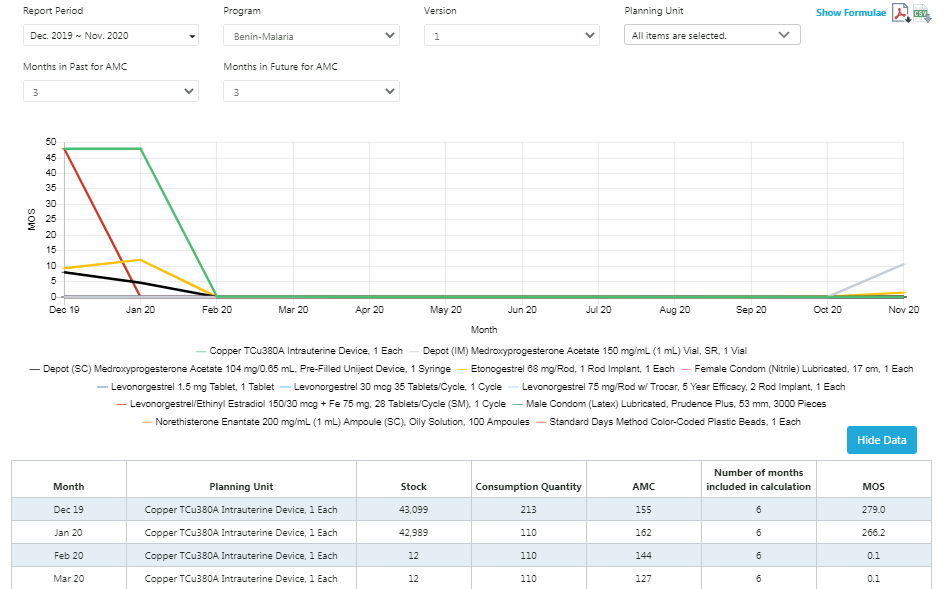 Report Period Program Version Planning Unit Show Formulae CSV
Dec. 2019 ~ Nov. 2020 Benin-Malaria 1 All items are selected.
Months in Past for AMC Months in Future for AMC
3 3
50
45
40
35
30
25
20
15
10
5
0
MOS
Dec 19 Jan 20 Feb 20 Mar 20 Apr 20 May 20 Jun 20 Jul 20 Aug 20 Sep 20 Oct 20 Nov 20
Month
Copper TCu380A Intrauterine Device, 1 Each Depot (IM) Medroxyprogesterone Acetate 150 mg/mL (1 mL) Vial, SR, 1 Vial
Depot (SC) Medroxyprogesterone Acetate 104 mg/0.65 mL, Pre-Filled Uniject Device, 1 Syringe Etonogestrel 68 mg/Rod, 1 Rod Implant, 1 Each Female Condom (Nitrile) Lubricated, 17 cm, 1 Each
Levonorgestrel 1.5 mg Tablet, 1 Tablet Levonorgestrel 30 mcg 35 Tablets/Cycle, 1 Cycle Levonorgestrel 75 mg/Rod w/ Trocar, 5 Year Efficacy, 2 Rod Implant, 1 Each
Levonorgestrel/Ethinyl Estradiol 150/30 mcg + Fe 75 mg, 28 Tablets/Cycle (SM), 1 Cycle Male Condom (Latex) Lubricated, Prudence Plus, 53 mm, 3000 Pieces
Norethisterone Enantate 200 mg/mL (1 mL) Ampoule (SC), Oily Solution, 100 Ampoules Standard Days Method Color-Coded Plastic Beads, 1 Each
Hide Data
Month Planning Unit Stock Consumption Quantity AMC Number of months included in calculation MOS
Dec 19 Copper TCu380A Intrauterine Device, 1 Each 43,099 213 155 6 279.0
Jan 20 Copper TCu380A Intrauterine Device, 1 Each 42,989 110 162 6 266.2
Feb 20 Copper TCu380A Intrauterine Device, 1 Each 12 110 144 6 0.1
Mar 20 Copper TCu380A Intrauterine Device, 1 Each 12 110 127 6 0.1